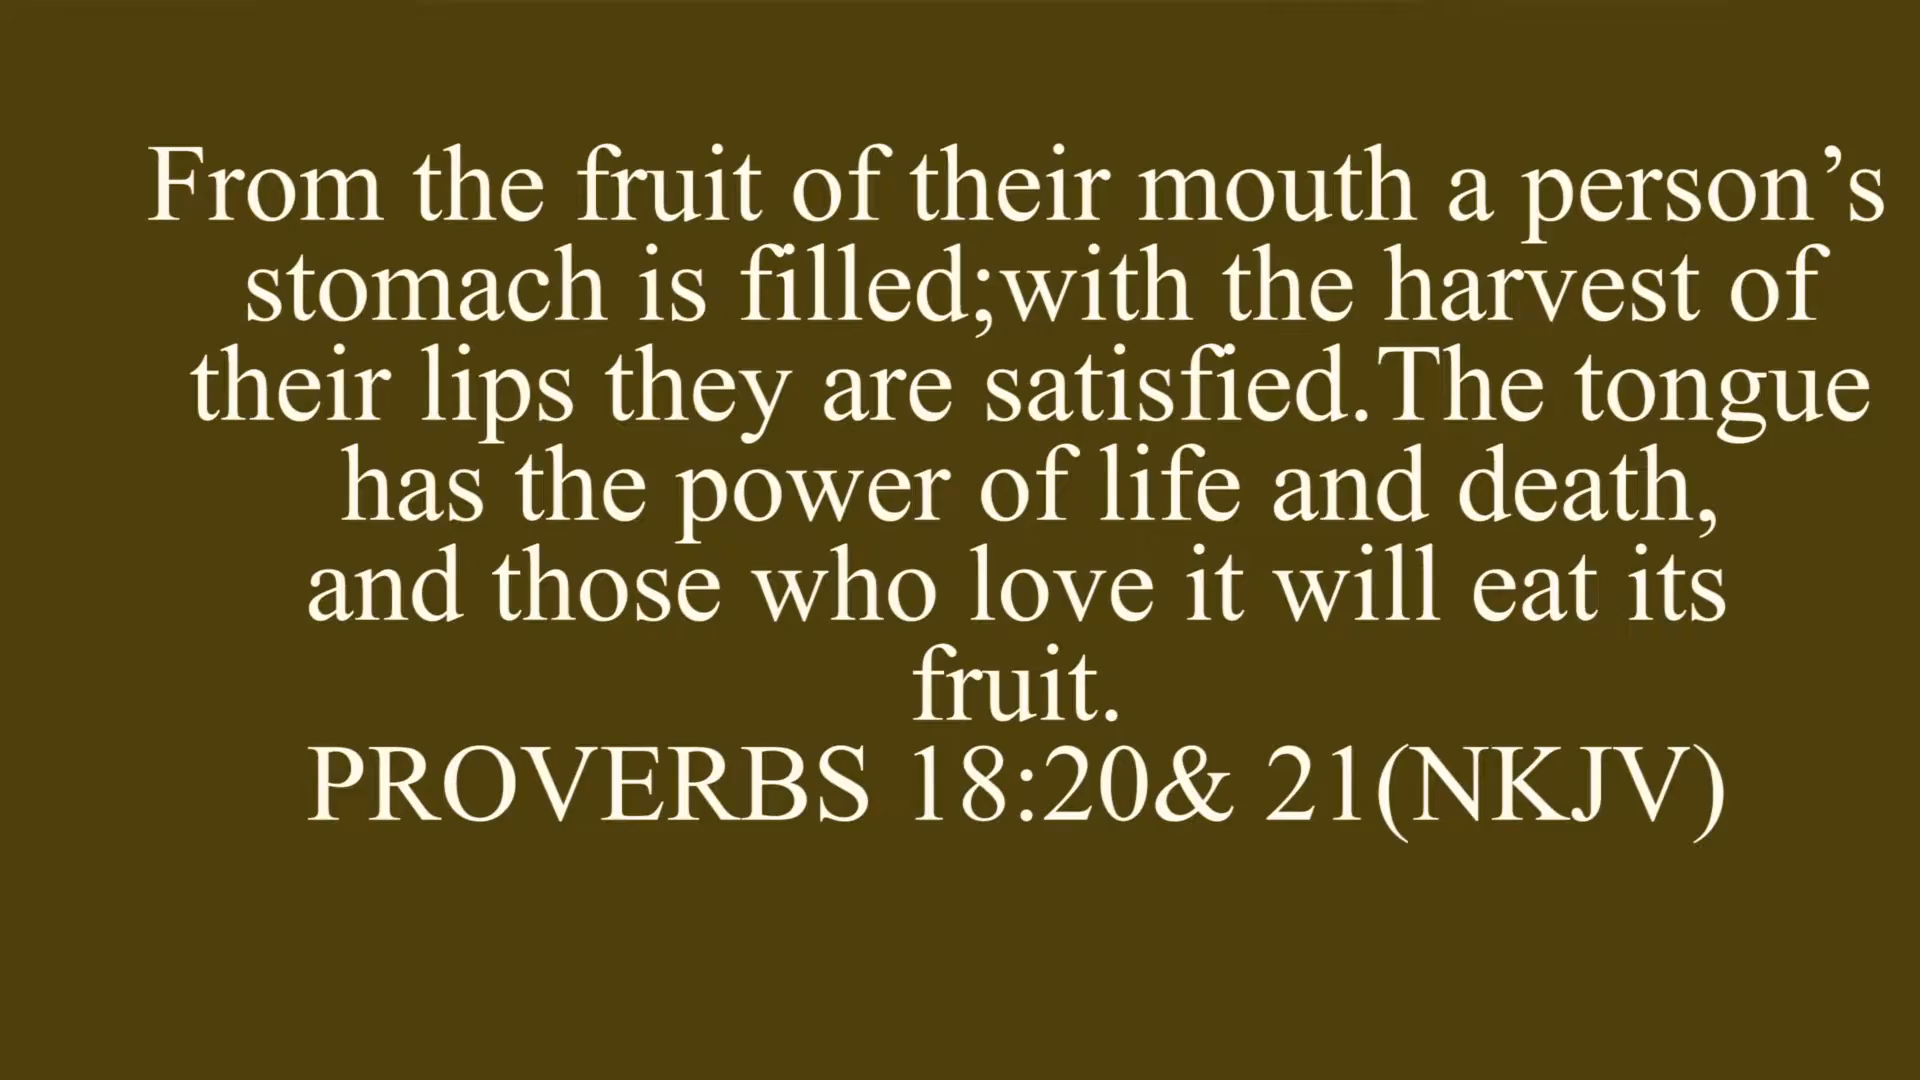 From the fruit of their mouth a person’s
stomach is filled;with the harvest of
their lips they are satisfied.The tongue
has the power of life and death,
and those who love it will eat its
fruit.
PROVERBS 18:20& 21(NKJV)